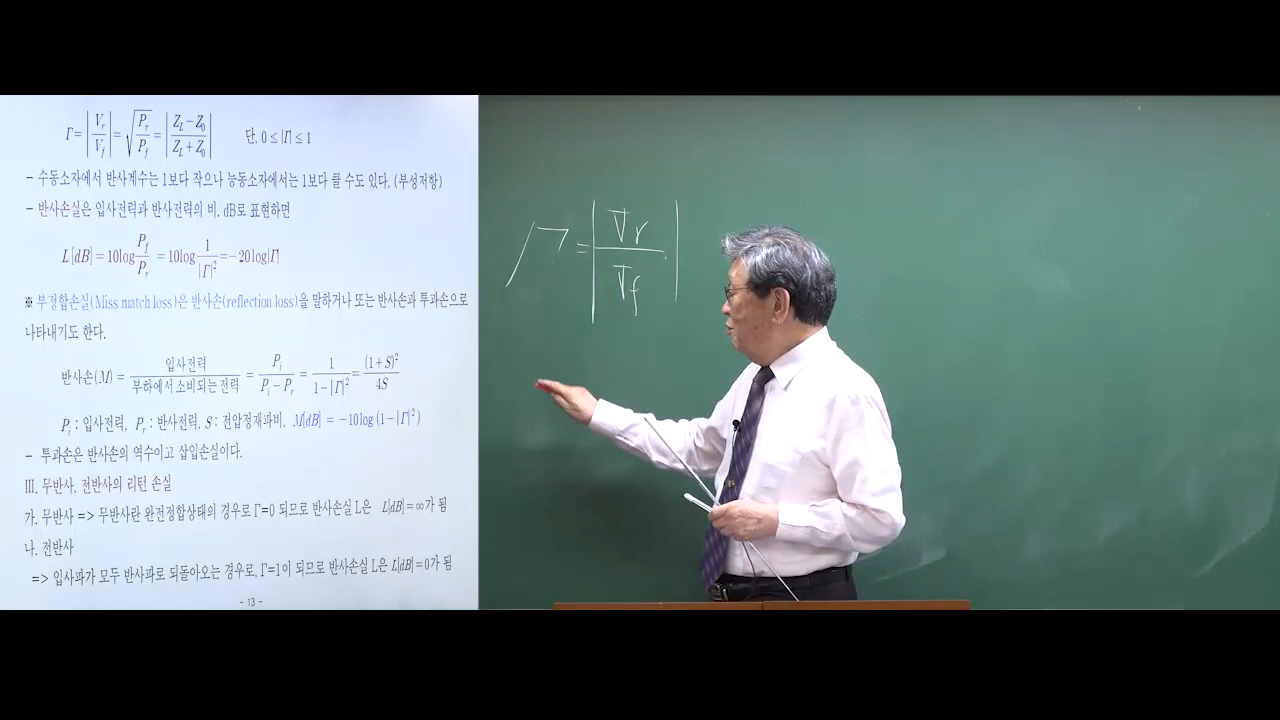 Γ = |V_r / V_f| = √(P_r / P_f) = |(Z_L − Z_0) / (Z_L + Z_0)| 단, 0 ≤ |Γ| ≤ 1
− 수동소자에서 반사계수는 1보다 작으나 능동소자에서는 1보다 클 수도 있다. (부성저항)
− 반사손실은 입사전력과 반사전력의 비, dB로 표현하면
L[dB] = 10log P_f / P_r = 10log 1 / |Γ|² = − 20log|Γ|
※ 부정합손실(Miss match loss)은 반사손(reflection loss)을 말하거나 또는 반사손과 투과손으로
나타내기도 한다.
반사손(M) = 입사전력 / 부하에서 소비되는 전력 = P_i / (P_i − P_r) = 1 / (1 − |Γ|²) = (1 + S)² / 4S
P_i : 입사전력, P_r : 반사전력, S : 전압정재파비, M[dB] = −10log (1 − |Γ|²)
− 투과손은 반사손의 역수이고 삽입손실이다.
Ⅲ. 무반사, 전반사의 리턴 손실
가. 무반사 => 무반사란 완전정합상태의 경우로 Γ=0 되므로 반사손실 L은 L[dB] = ∞가 됨
나. 전반사
=> 입사파가 모두 반사파로 되돌아오는 경우로, Γ=1이 되므로 반사손실 L은 L[dB] = 0가 됨
- 13 -
Γ = |V_r / V_f|